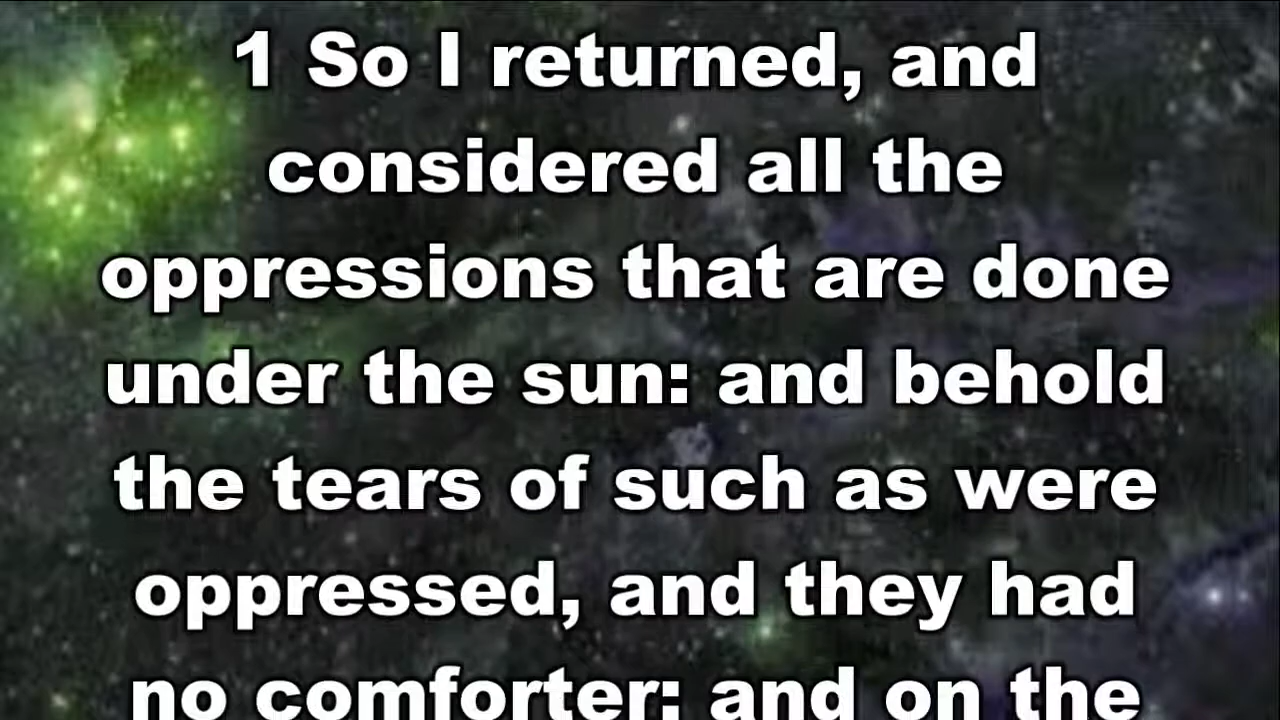 1 So I returned, and
considered all the
oppressions that are done
under the sun: and behold
the tears of such as were
oppressed, and they had
no comforter; and on the